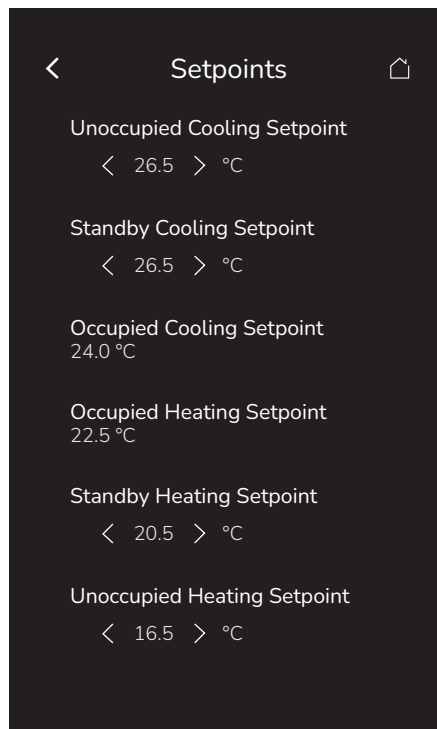 Setpoints
Unoccupied Cooling Setpoint
26.5 °C
Standby Cooling Setpoint
26.5 °C
Occupied Cooling Setpoint
24.0 °C
Occupied Heating Setpoint
22.5 °C
Standby Heating Setpoint
20.5 °C
Unoccupied Heating Setpoint
16.5 °C